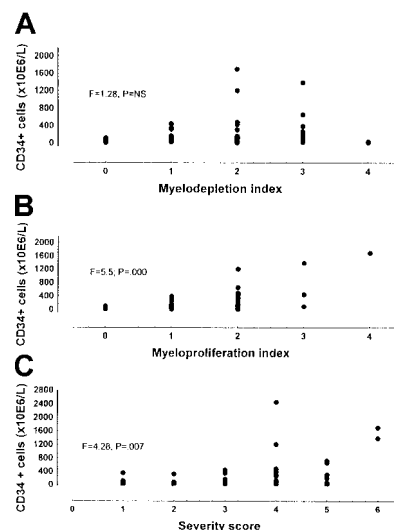 A
CD34+ cells (x10E6/L)
2000
1600
1200
800
400
0
F=1.28, P=NS
0 1 2 3 4
Myelodepletion index
B
CD34+ cells (x10E6/L)
2000
1600
1200
800
400
0
F=5.5; P=.000
0 1 2 3 4
Myeloproliferation index
C
CD34 + cells (x10E6/L)
2800
2400
2000
1600
1200
800
400
0
F=4.28, P=.007
0 1 2 3 4 5 6
Severity score